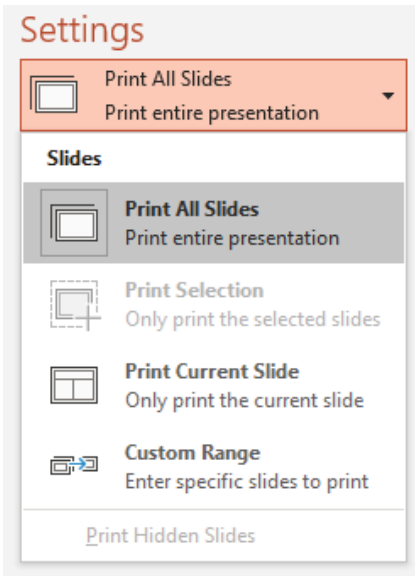 Settings
Print All Slides
Print entire presentation
Slides
Print All Slides
Print entire presentation
Print Selection
Only print the selected slides
Print Current Slide
Only print the current slide
Custom Range
Enter specific slides to print
Print Hidden Slides